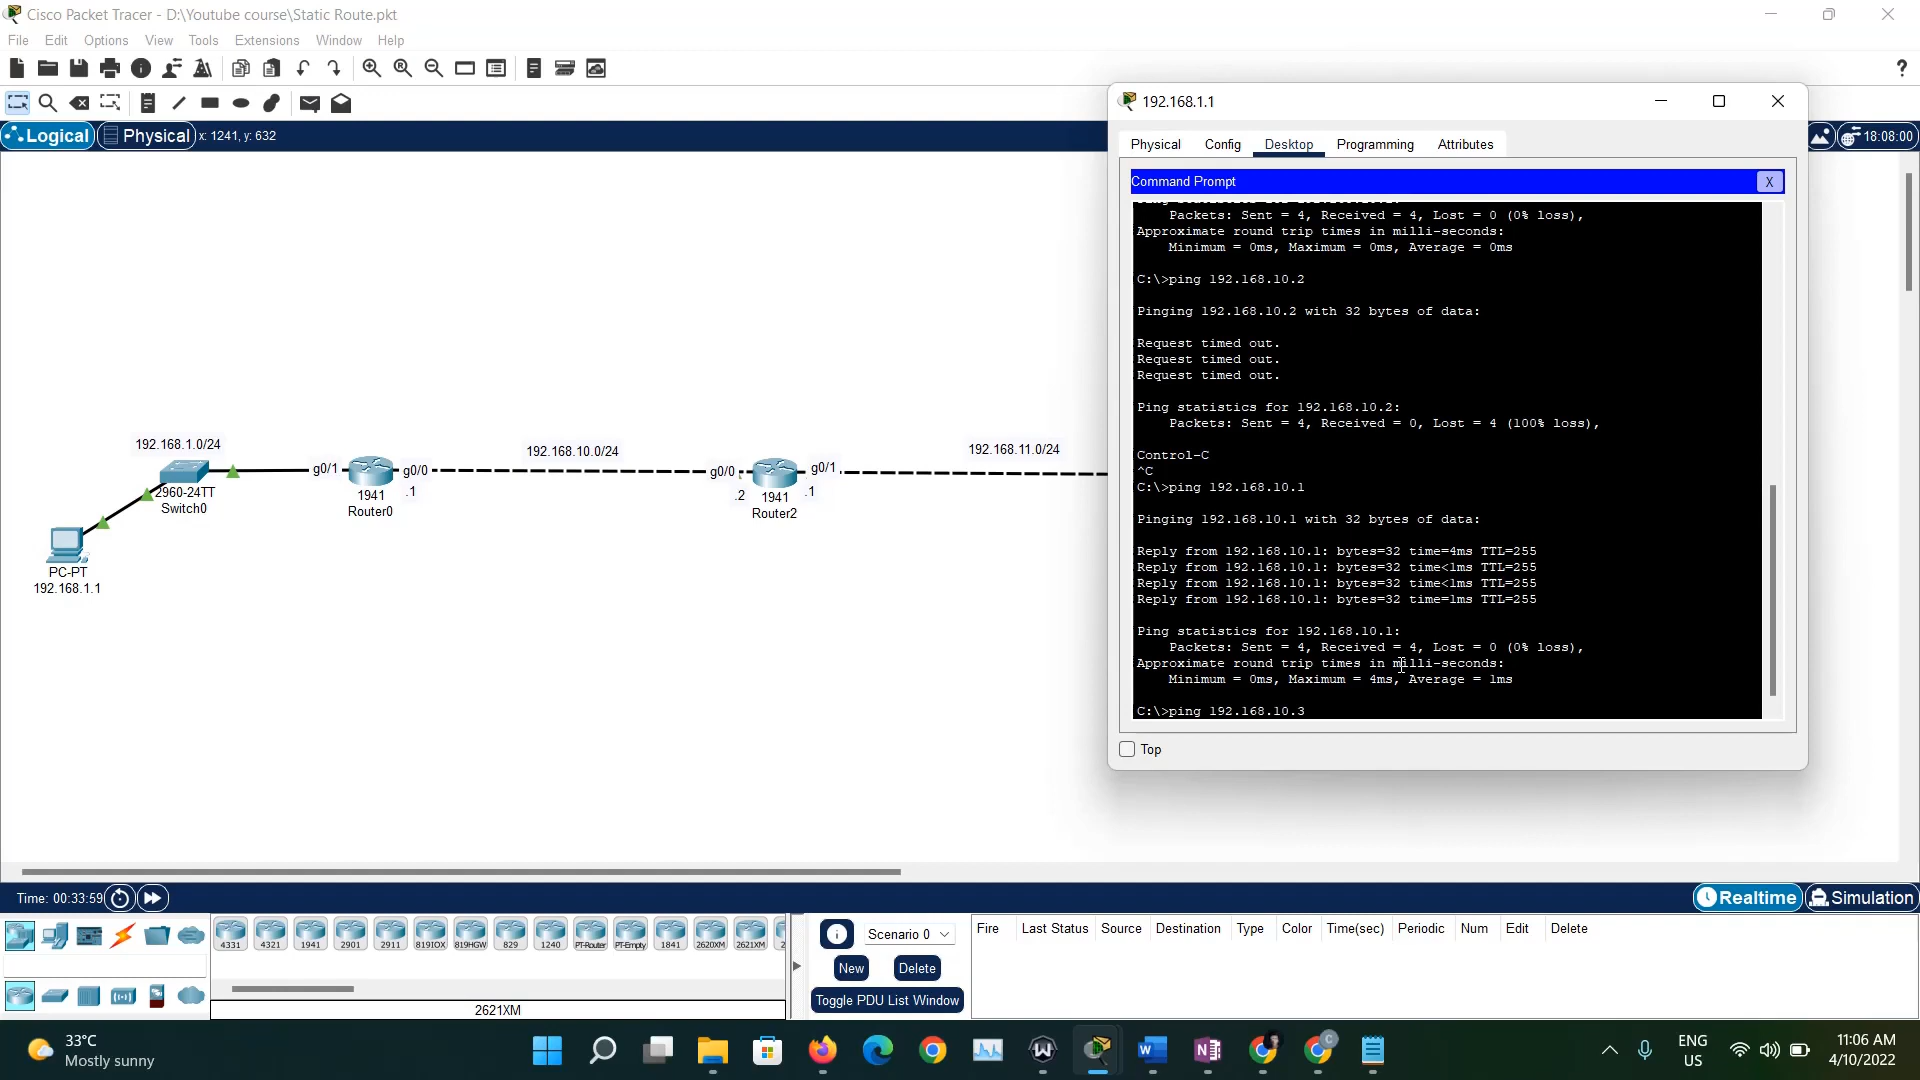 Cisco Packet Tracer - D:\Youtube course\Static Route.pkt
File Edit Options View Tools Extensions Window Help
?
Logical Physical x: 1241, y: 632
18:08:00
192.168.1.1
Physical Config Desktop Programming Attributes
Command Prompt X
Packets: Sent = 4, Received = 4, Lost = 0 (0% loss),
Approximate round trip times in milli-seconds:
Minimum = 0ms, Maximum = 0ms, Average = 0ms
C:\>ping 192.168.10.2
Pinging 192.168.10.2 with 32 bytes of data:
Request timed out.
Request timed out.
Request timed out.
Ping statistics for 192.168.10.2:
Packets: Sent = 4, Received = 0, Lost = 4 (100% loss),
Control-C
^C
C:\>ping 192.168.10.1
Pinging 192.168.10.1 with 32 bytes of data:
Reply from 192.168.10.1: bytes=32 time=4ms TTL=255
Reply from 192.168.10.1: bytes=32 time<1ms TTL=255
Reply from 192.168.10.1: bytes=32 time<1ms TTL=255
Reply from 192.168.10.1: bytes=32 time=1ms TTL=255
Ping statistics for 192.168.10.1:
Packets: Sent = 4, Received = 4, Lost = 0 (0% loss),
Approximate round trip times in milli-seconds:
Minimum = 0ms, Maximum = 4ms, Average = 1ms
C:\>ping 192.168.10.3
Top
192.168.1.0/24
192.168.10.0/24
192.168.11.0/24
g0/1
g0/0
g0/0
g0/1
2960-24TT
Switch0
1941
Router0
.1
.2
1941
Router2
.1
PC-PT
192.168.1.1
Time: 00:33:59
Realtime Simulation
4331 4321 1941 2901 2911 819IOX 819HGW 829 1240 PT-Router PT-Empty 1841 2620XM 2621XM 2
2621XM
Scenario 0
New Delete
Toggle PDU List Window
Fire Last Status Source Destination Type Color Time(sec) Periodic Num Edit Delete
33°C
Mostly sunny
ENG
US
11:06 AM
4/10/2022